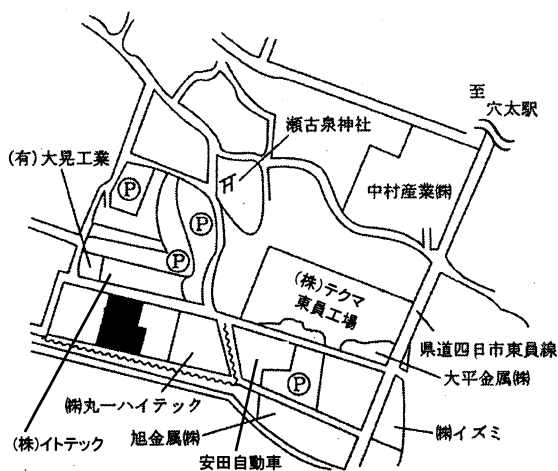 至
穴太駅
瀬古泉神社
(有)大晃工業
中村産業㈱
Ⓟ
Ⓟ
Ⓟ
(株)テクマ
東員工場
県道四日市東員線
大平金属㈱
Ⓟ
㈱丸一ハイテック
㈱イズミ
(株)イトテック
旭金属㈱
安田自動車